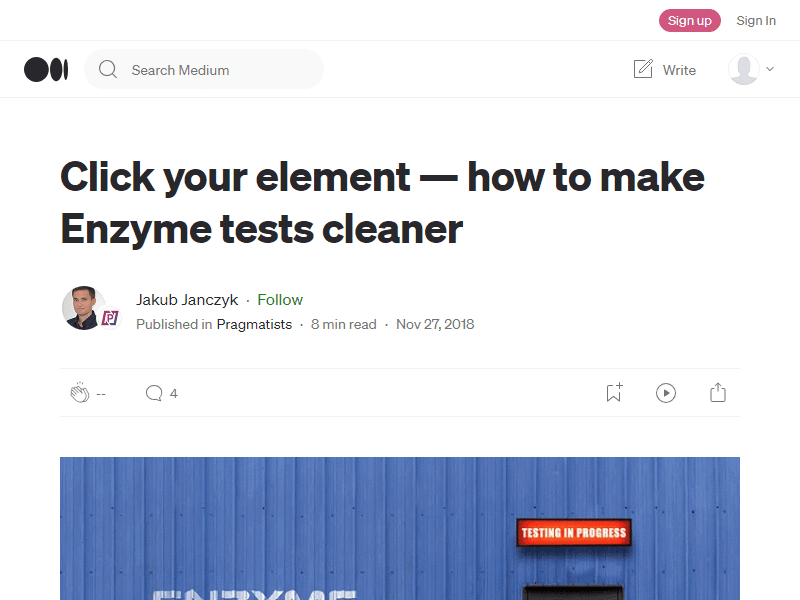 Sign up Sign In
Search Medium Write
Click your element — how to make
Enzyme tests cleaner
Jakub Janczyk · Follow
Published in Pragmatists · 8 min read · Nov 27, 2018
-- 4
TESTING IN PROGRESS
ENZYME